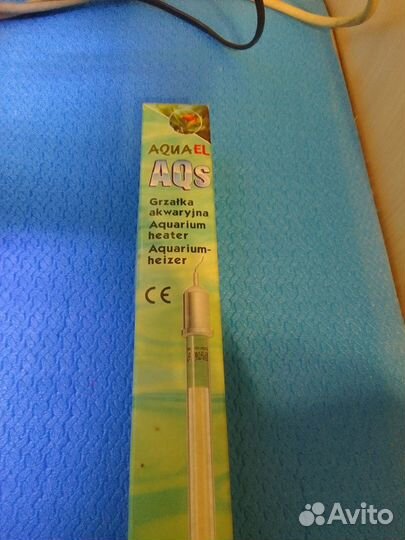 AQUAEL
AQs
Grzałka
akwaryjna
Aquarium
heater
Aquarium-
heizer
CE
Avito